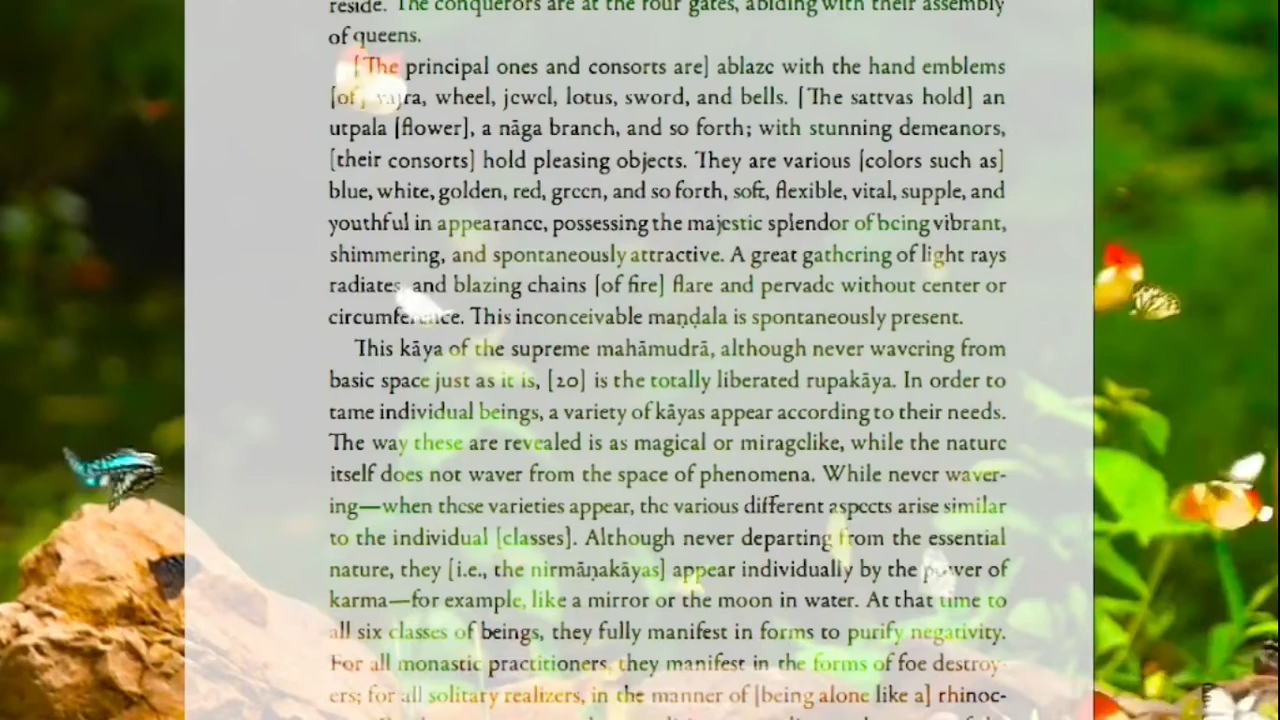 reside. The conquerors are at the four gates, abiding with their assembly
of queens.
[The principal ones and consorts are] ablaze with the hand emblems
[of] vajra, wheel, jewel, lotus, sword, and bells. [The sattvas hold] an
utpala [flower], a nāga branch, and so forth; with stunning demeanors,
[their consorts] hold pleasing objects. They are various [colors such as]
blue, white, golden, red, green, and so forth, soft, flexible, vital, supple, and
youthful in appearance, possessing the majestic splendor of being vibrant,
shimmering, and spontaneously attractive. A great gathering of light rays
radiates, and blazing chains [of fire] flare and pervade without center or
circumference. This inconceivable maṇḍala is spontaneously present.
This kāya of the supreme mahāmudrā, although never wavering from
basic space just as it is, [20] is the totally liberated rupakāya. In order to
tame individual beings, a variety of kāyas appear according to their needs.
The way these are revealed is as magical or miragelike, while the nature
itself does not waver from the space of phenomena. While never waver-
ing—when these varieties appear, the various different aspects arise similar
to the individual [classes]. Although never departing from the essential
nature, they [i.e., the nirmāṇakāyas] appear individually by the power of
karma—for example, like a mirror or the moon in water. At that time to
all six classes of beings, they fully manifest in forms to purify negativity.
For all monastic practitioners, they manifest in the forms of foe destroy-
ers; for all solitary realizers, in the manner of [being alone like a] rhinoc-